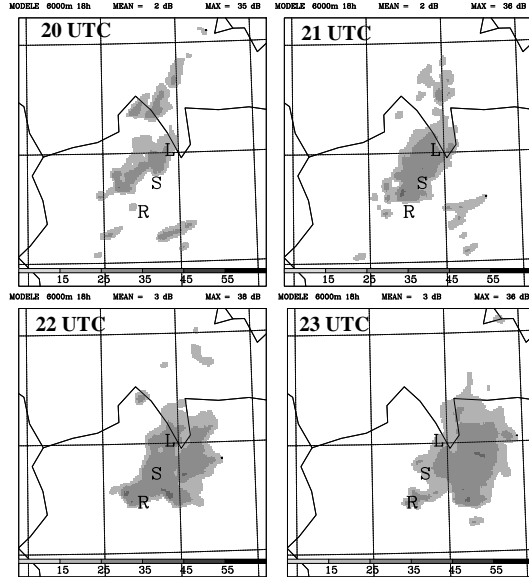 MODELE 6000m 18h MEAN = 2 dB MAX = 35 dB
20 UTC
L
S
R
15 25 35 45 55
MODELE 6000m 18h MEAN = 2 dB MAX = 36 dB
21 UTC
L
S
R
15 25 35 45 55
MODELE 6000m 18h MEAN = 3 dB MAX = 38 dB
22 UTC
L
S
R
15 25 35 45 55
MODELE 6000m 18h MEAN = 3 dB MAX = 36 dB
23 UTC
L
S
R
15 25 35 45 55